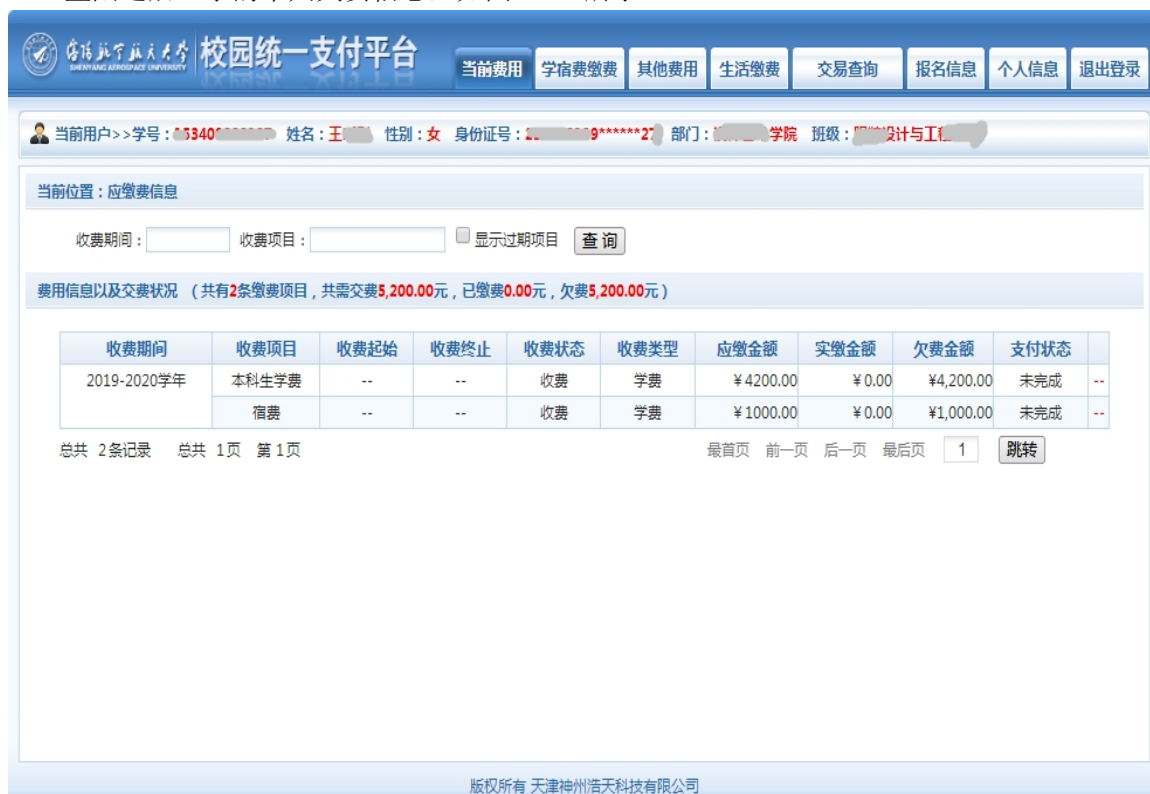 SHENYANG AEROSPACE UNIVERSITY 校园统一支付平台
当前费用 学宿费缴费 其他费用 生活缴费 交易查询 报名信息 个人信息 退出登录
当前用户>>学号: 姓名:王 性别:女 身份证号: 9******2 部门: 学院 班级: 设计与工程
当前位置:应缴费信息
收费期间: 收费项目: 显示过期项目 查 询
费用信息以及交费状况 (共有2条缴费项目,共需交费5,200.00元,已缴费0.00元,欠费5,200.00元)
收费期间 收费项目 收费起始 收费终止 收费状态 收费类型 应缴金额 实缴金额 欠费金额 支付状态
2019-2020学年 本科生学费 -- -- 收费 学费 ¥4200.00 ¥0.00 ¥4,200.00 未完成 --
宿费 -- -- 收费 学费 ¥1000.00 ¥0.00 ¥1,000.00 未完成 --
总共 2条记录 总共 1页 第1页 最首页 前一页 后一页 最后页 1 跳转
版权所有 天津神州浩天科技有限公司